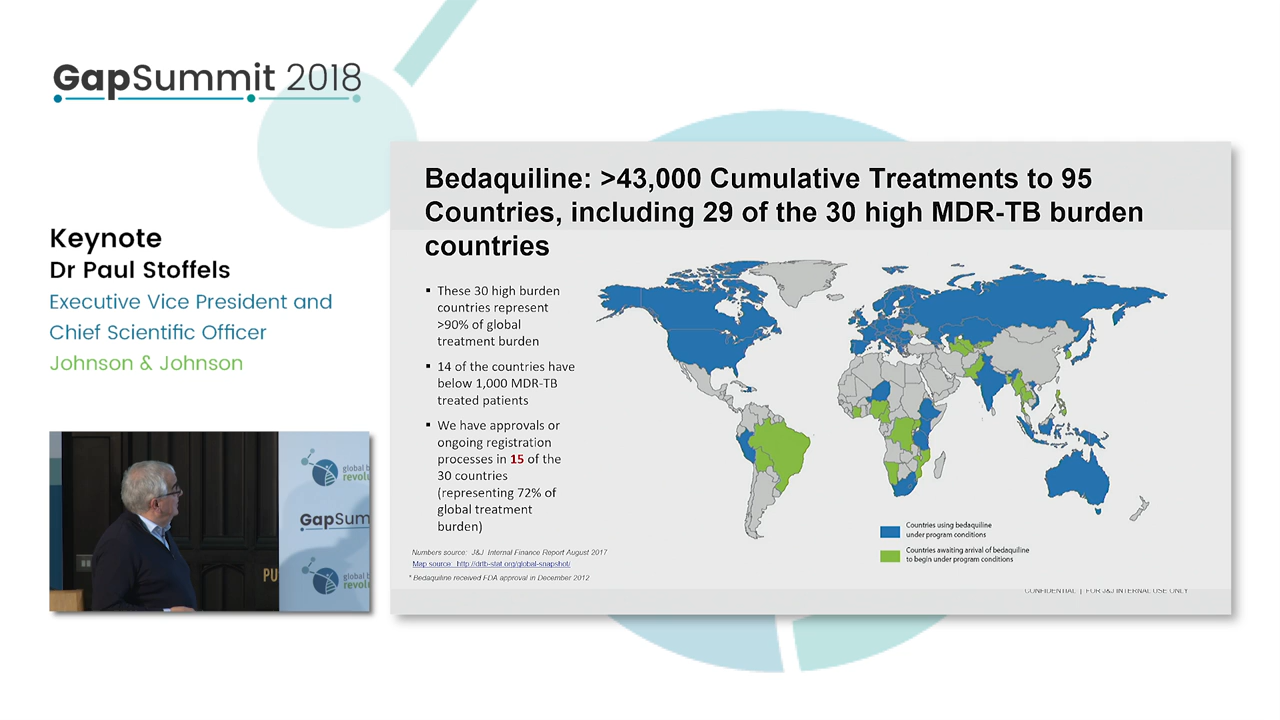 GapSummit 2018
Keynote
Dr Paul Stoffels
Executive Vice President and
Chief Scientific Officer
Johnson & Johnson
global b
revolu
GapSum
PU
global b
revolu
Bedaquiline: >43,000 Cumulative Treatments to 95
Countries, including 29 of the 30 high MDR-TB burden
countries
▪ These 30 high burden
countries represent
>90% of global
treatment burden
▪ 14 of the countries have
below 1,000 MDR-TB
treated patients
▪ We have approvals or
ongoing registration
processes in 15 of the
30 countries
(representing 72% of
global treatment
burden)
Numbers source: J&J Internal Finance Report August 2017
Map source: http://drtb-stat.org/global-snapshot/
* Bedaquiline received FDA approval in December 2012
Countries using bedaquiline
under program conditions
Countries awaiting arrival of bedaquiline
to begin under program conditions
CONFIDENTIAL | FOR J&J INTERNAL USE ONLY